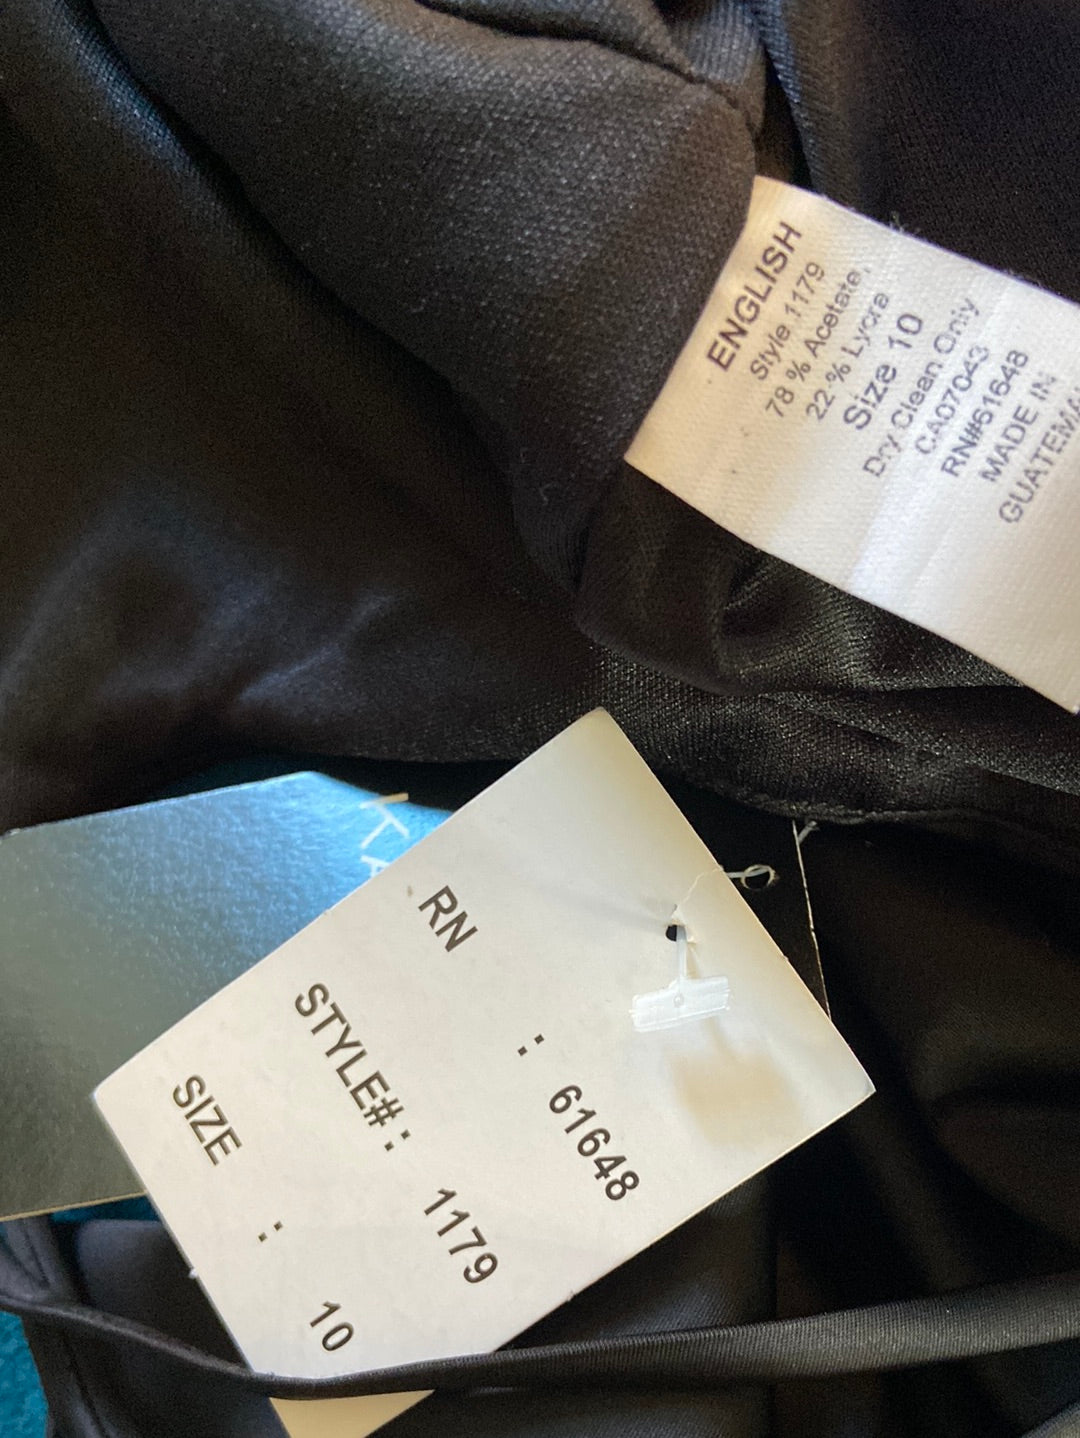 ENGLISH
Style 1179
78 % Acetate,
22 % Lycra
Size 10
Dry Clean Only
CA07043
RN#61648
MADE IN
RN : 61648
STYLE#: 1179
SIZE : 10